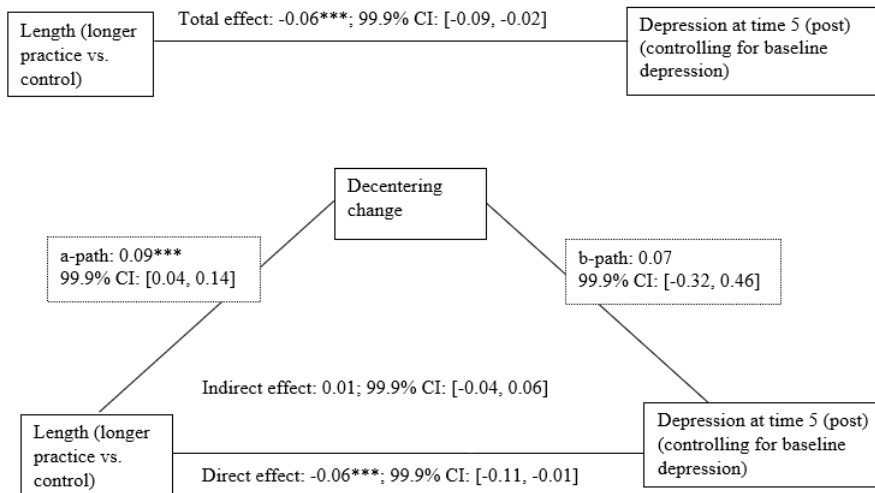 Total effect: -0.06***; 99.9% CI: [-0.09, -0.02]
Length (longer
practice vs.
control)
Depression at time 5 (post)
(controlling for baseline
depression)
Decentering
change
a-path: 0.09***
99.9% CI: [0.04, 0.14]
b-path: 0.07
99.9% CI: [-0.32, 0.46]
Indirect effect: 0.01; 99.9% CI: [-0.04, 0.06]
Length (longer
practice vs.
control)
Depression at time 5 (post)
(controlling for baseline
depression)
Direct effect: -0.06***; 99.9% CI: [-0.11, -0.01]